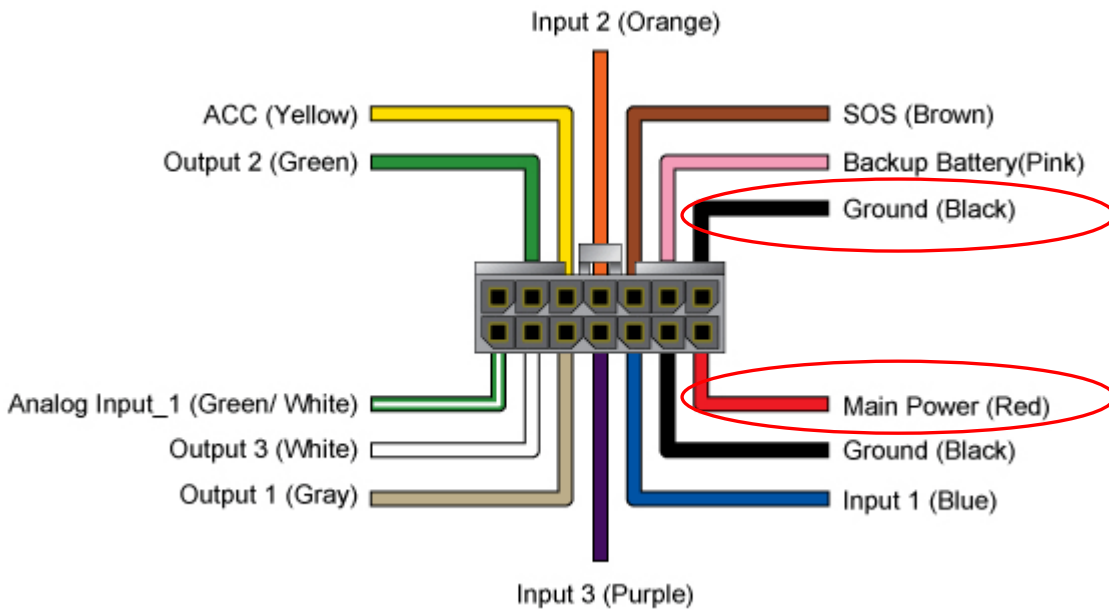 Input 2 (Orange)
ACC (Yellow)
SOS (Brown)
Output 2 (Green)
Backup Battery(Pink)
Ground (Black)
Analog Input_1 (Green/ White)
Main Power (Red)
Output 3 (White)
Ground (Black)
Output 1 (Gray)
Input 1 (Blue)
Input 3 (Purple)